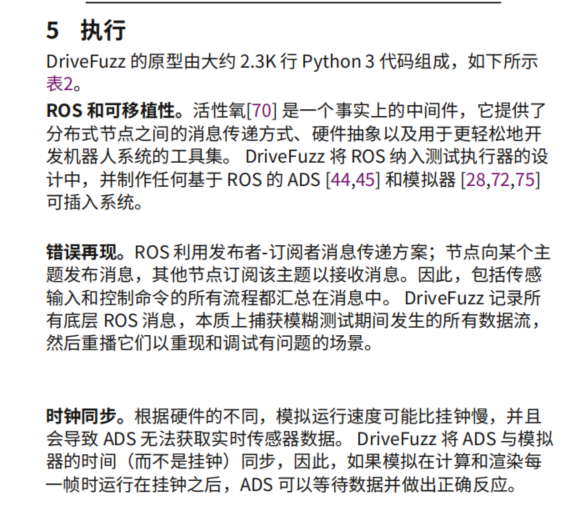 5 执行
DriveFuzz 的原型由大约 2.3K 行 Python 3 代码组成，如下所示
表2。
ROS 和可移植性。活性氧[70] 是一个事实上的中间件，它提供了
分布式节点之间的消息传递方式、硬件抽象以及用于更轻松地开
发机器人系统的工具集。 DriveFuzz 将 ROS 纳入测试执行器的设
计中，并制作任何基于 ROS 的 ADS [44,45] 和模拟器 [28,72,75]
可插入系统。
错误再现。ROS 利用发布者-订阅者消息传递方案；节点向某个主
题发布消息，其他节点订阅该主题以接收消息。因此，包括传感
输入和控制命令的所有流程都汇总在消息中。 DriveFuzz 记录所
有底层 ROS 消息，本质上捕获模糊测试期间发生的所有数据流，
然后重播它们以重现和调试有问题的场景。
时钟同步。根据硬件的不同，模拟运行速度可能比挂钟慢，并且
会导致 ADS 无法获取实时传感器数据。 DriveFuzz 将 ADS 与模拟
器的时间（而不是挂钟）同步，因此，如果模拟在计算和渲染每
一帧时运行在挂钟之后，ADS 可以等待数据并做出正确反应。